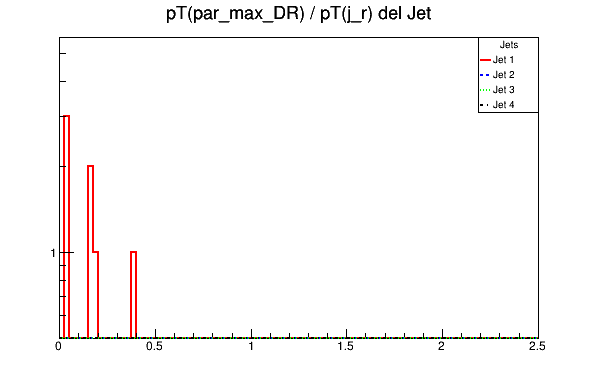 pT(par_max_DR) / pT(j_r) del Jet
Jets
Jet 1
Jet 2
Jet 3
Jet 4
1
0 0.5 1 1.5 2 2.5